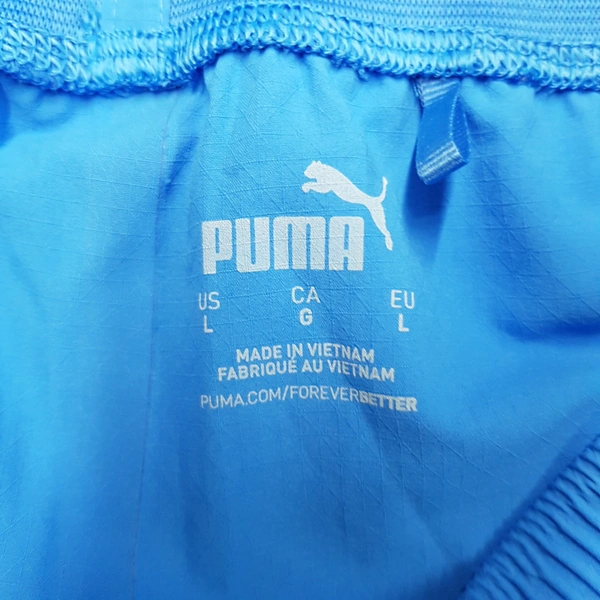 PUMA
US CA EU
L G L
MADE IN VIETNAM
FABRIQUÉ AU VIETNAM
PUMA.COM/FOREVERBETTER